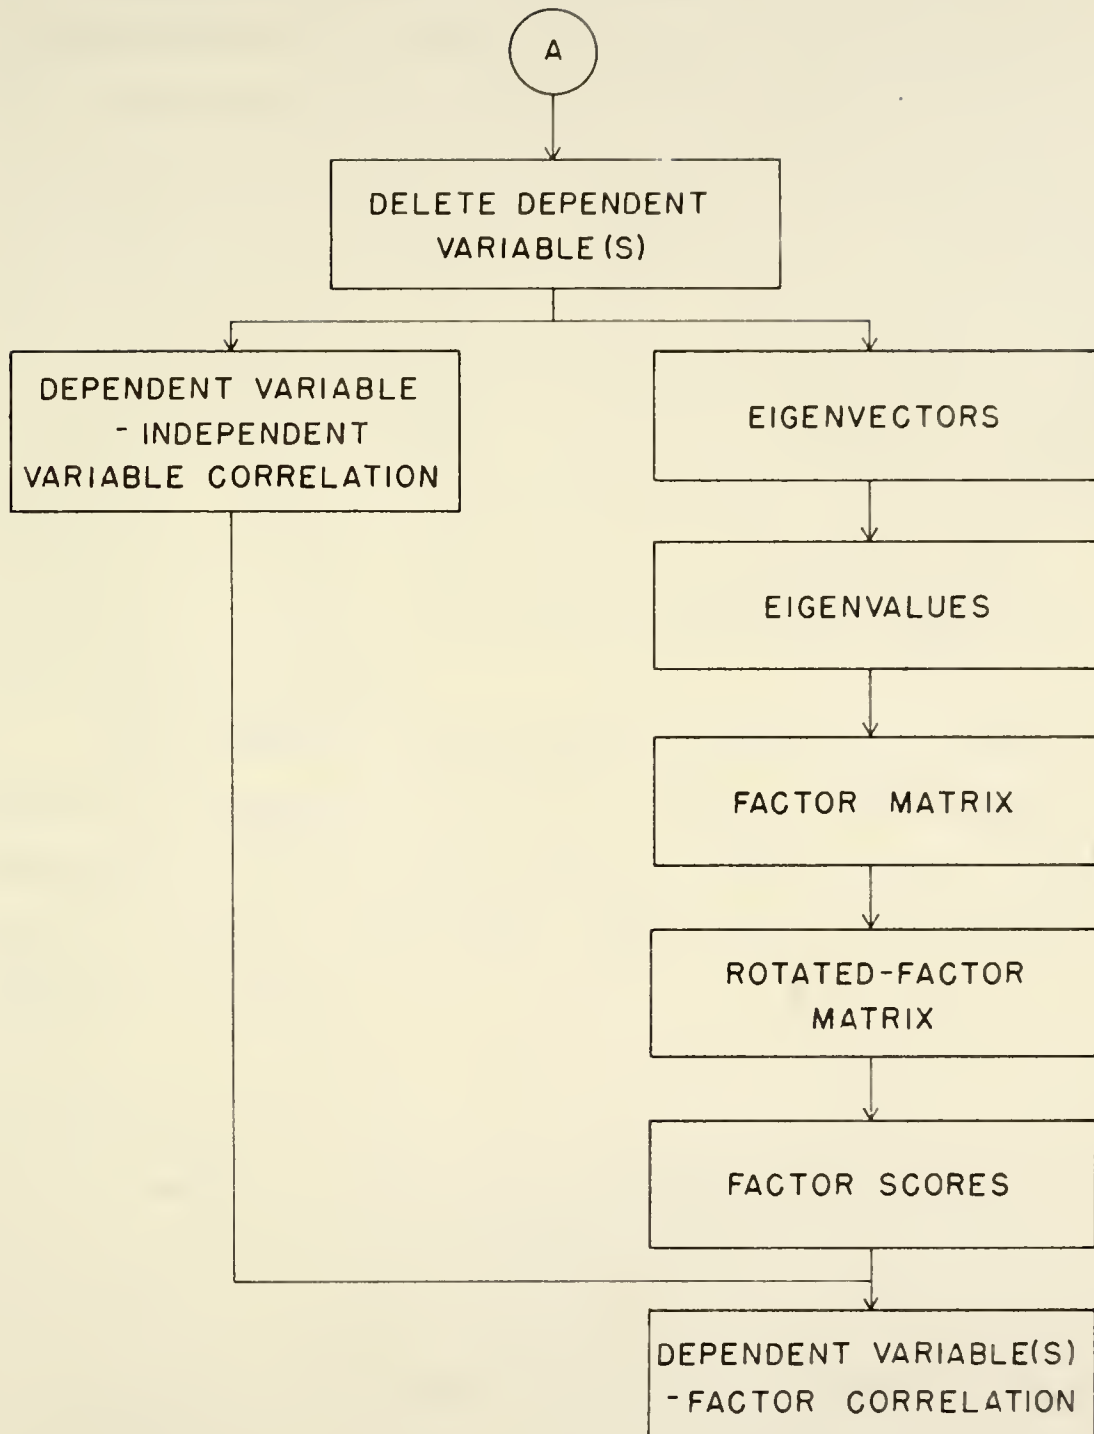 A
DELETE DEPENDENT
VARIABLE(S)
DEPENDENT VARIABLE
- INDEPENDENT
VARIABLE CORRELATION
EIGENVECTORS
EIGENVALUES
FACTOR MATRIX
ROTATED-FACTOR
MATRIX
FACTOR SCORES
DEPENDENT VARIABLE(S)
- FACTOR CORRELATION